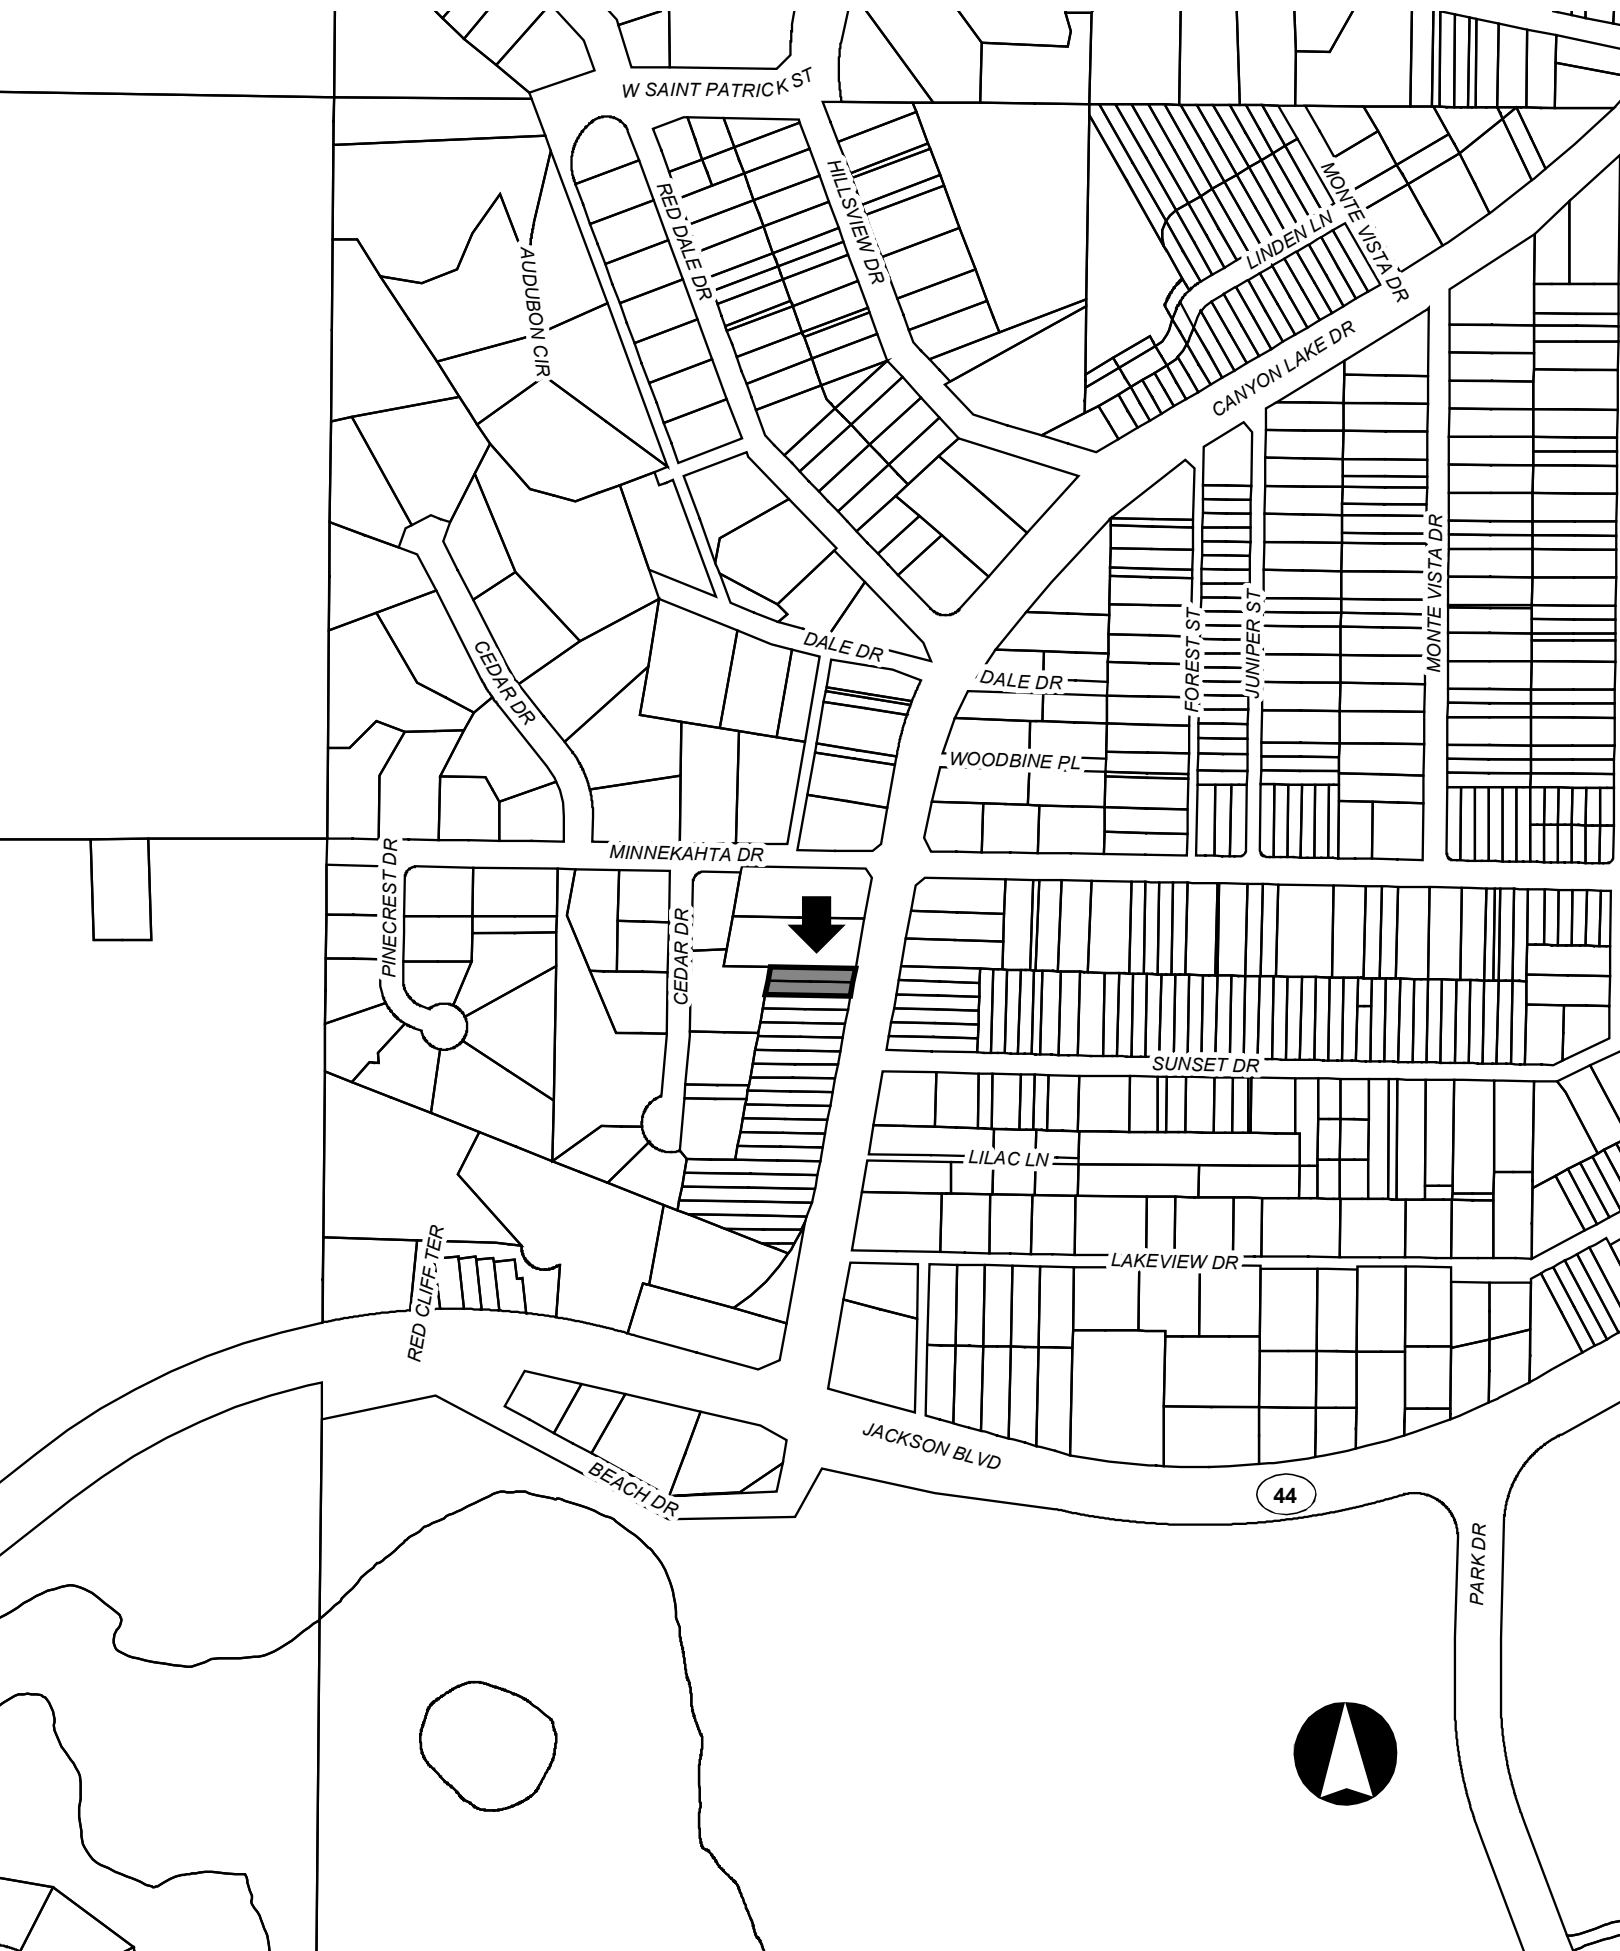 W SAINT PATRICK ST
HILLSVIEW DR
MONTE VISTA DR
RED DALE DR
LINDEN LN
AUDUBON CIR
CANYON LAKE DR
MONTE VISTA DR
FOREST ST
JUNIPER ST
DALE DR
CEDAR DR
DALE DR
WOODBINE PL
MINNEKAHTA DR
PINECREST DR
CEDAR DR
SUNSET DR
LILAC LN
RED CLIFF TER
LAKEVIEW DR
JACKSON BLVD
BEACH DR
44
PARK DR